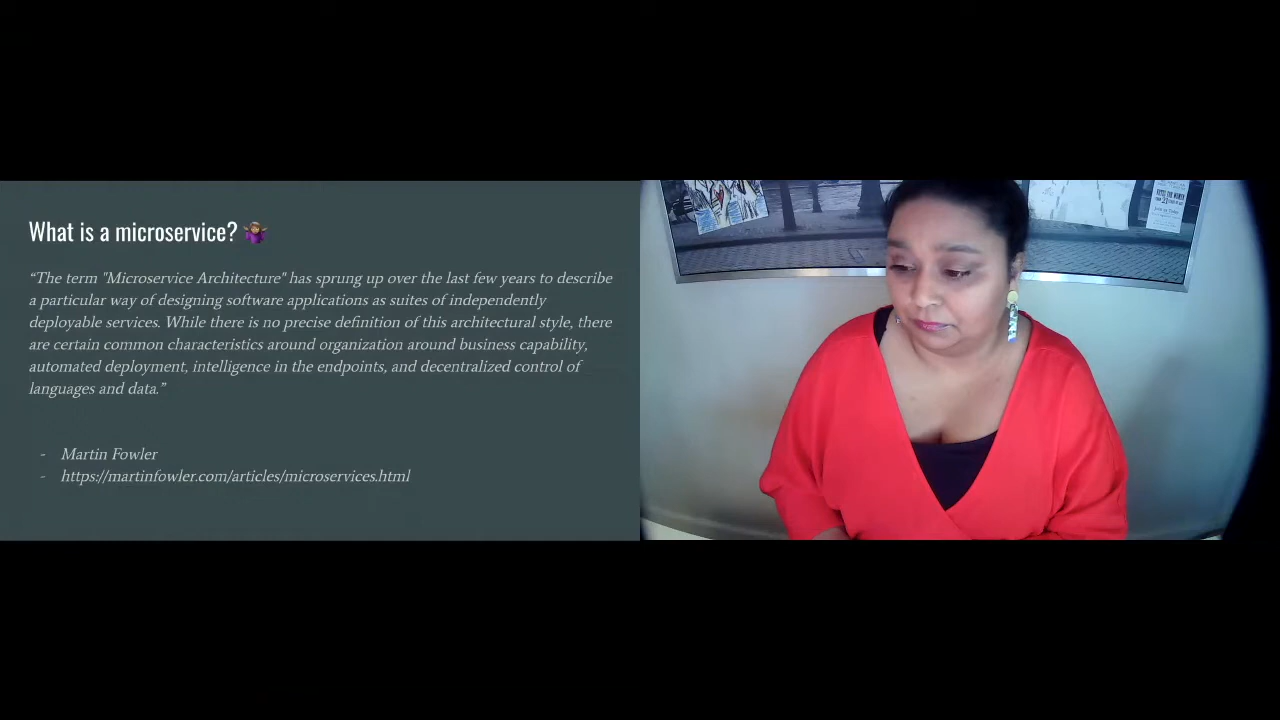 What is a microservice? 🤷🏽‍♀️
“The term "Microservice Architecture" has sprung up over the last few years to describe
a particular way of designing software applications as suites of independently
deployable services. While there is no precise definition of this architectural style, there
are certain common characteristics around organization around business capability,
automated deployment, intelligence in the endpoints, and decentralized control of
languages and data.”
- Martin Fowler
- https://martinfowler.com/articles/microservices.html